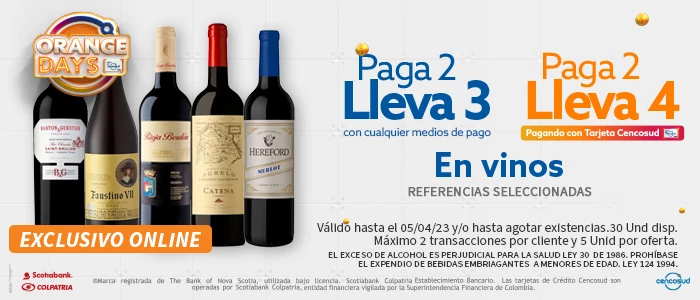 ORANGE
DAYS
BARTON & GUESTIER
SAINT-EMILION
B&G
Faustino VII
Rioja Bordón
AGRELO
CATENA
HEREFORD
MERLOT
EXCLUSIVO ONLINE
Paga 2
Lleva 3
con cualquier medios de pago
Paga 2
Lleva 4
Pagando con Tarjeta Cencosud
En vinos
REFERENCIAS SELECCIONADAS
Válido hasta el 05/04/23 y/o hasta agotar existencias.30 Und disp.
Máximo 2 transacciones por cliente y 5 Unid por oferta.
EL EXCESO DE ALCOHOL ES PERJUDICIAL PARA LA SALUD LEY 30 DE 1986. PROHÍBASE
EL EXPENDIO DE BEBIDAS EMBRIAGANTES A MENORES DE EDAD. LEY 124 1994.
Scotiabank.
COLPATRIA
®Marca registrada de The Bank of Nova Scotia, utilizada bajo licencia. Scotiabank Colpatria Establecimiento Bancario. Las tarjetas de Crédito Cencosud son
operadas por Scotiabank Colpatria, entidad financiera vigilada por la Superintendencia Financiera de Colombia.
cencosud